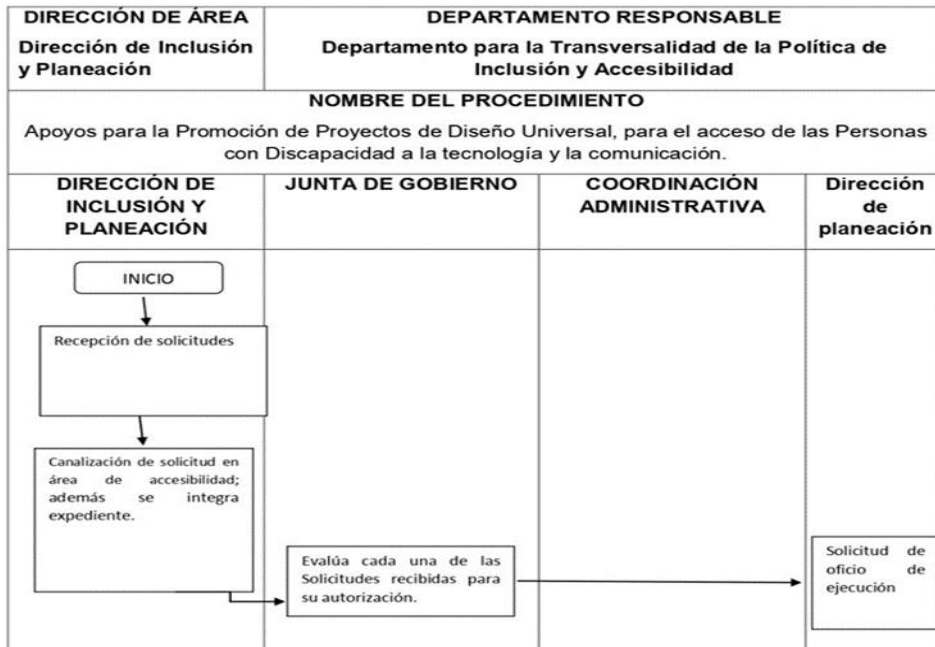 DIRECCIÓN DE ÁREA
Dirección de Inclusión
y Planeación
DEPARTAMENTO RESPONSABLE
Departamento para la Transversalidad de la Política de
Inclusión y Accesibilidad
NOMBRE DEL PROCEDIMIENTO
Apoyos para la Promoción de Proyectos de Diseño Universal, para el acceso de las Personas
con Discapacidad a la tecnología y la comunicación.
DIRECCIÓN DE
INCLUSIÓN Y
PLANEACIÓN
JUNTA DE GOBIERNO
COORDINACIÓN
ADMINISTRATIVA
Dirección
de
planeación
INICIO
Recepción de solicitudes
Canalización de solicitud en
área de accesibilidad;
además se integra
expediente.
Evalúa cada una de las
Solicitudes recibidas para
su autorización.
Solicitud de
oficio de
ejecución